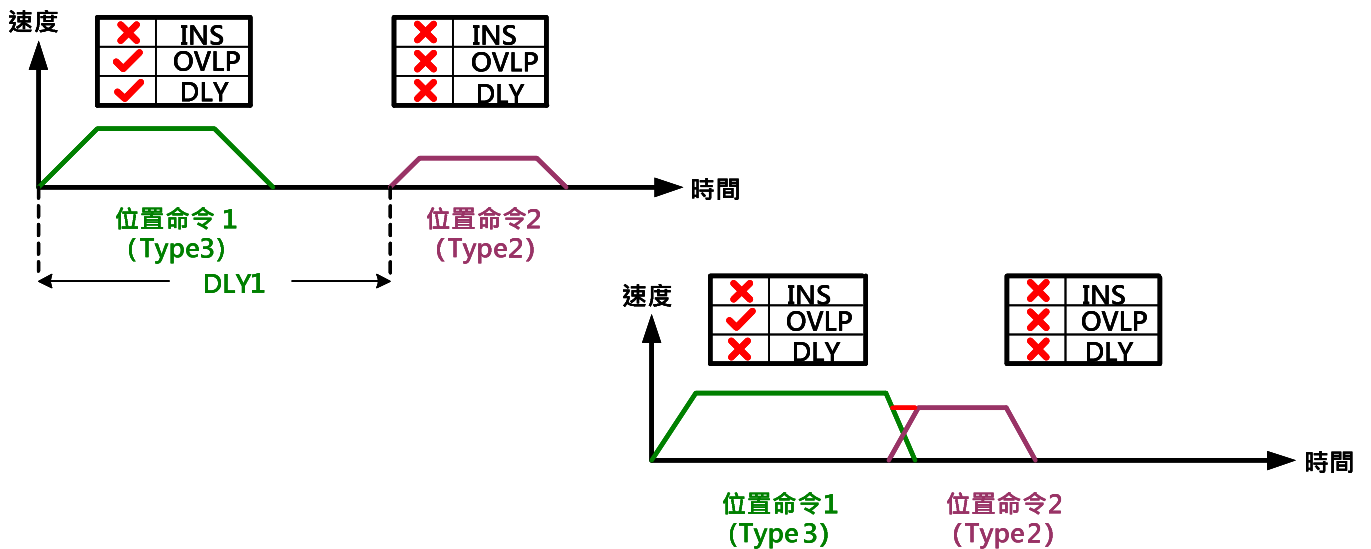 速度
INS
OVLP
DLY
INS
OVLP
DLY
時間
位置命令 1
(Type3)
位置命令2
(Type2)
DLY1
速度
INS
OVLP
DLY
INS
OVLP
DLY
時間
位置命令1
(Type3)
位置命令2
(Type2)